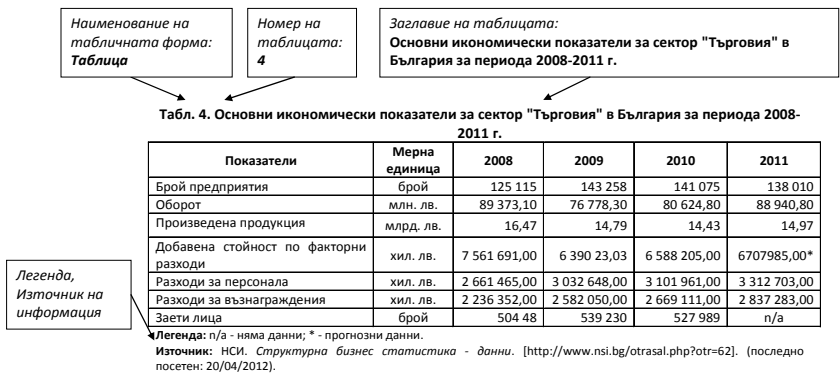 Наименование на
табличната форма:
Таблица
Номер на
таблицата:
4
Заглавие на таблицата:
Основни икономически показатели за сектор "Търговия" в
България за периода 2008-2011 г.
Табл. 4. Основни икономически показатели за сектор "Търговия" в България за периода 2008-
2011 г.
Показатели Мерна единица 2008 2009 2010 2011
Брой предприятия брой 125 115 143 258 141 075 138 010
Оборот млн. лв. 89 373,10 76 778,30 80 624,80 88 940,80
Произведена продукция млрд. лв. 16,47 14,79 14,43 14,97
Добавена стойност по факторни
разходи хил. лв. 7 561 691,00 6 390 23,03 6 588 205,00 6707985,00*
Разходи за персонала хил. лв. 2 661 465,00 3 032 648,00 3 101 961,00 3 312 703,00
Разходи за възнаграждения хил. лв. 2 236 352,00 2 582 050,00 2 669 111,00 2 837 283,00
Заети лица брой 504 48 539 230 527 989 n/a
Легенда,
Източник на
информация
Легенда: n/a - няма данни; * - прогнозни данни.
Източник: НСИ. Структурна бизнес статистика - данни. [http://www.nsi.bg/otrasal.php?otr=62]. (последно
посетен: 20/04/2012).